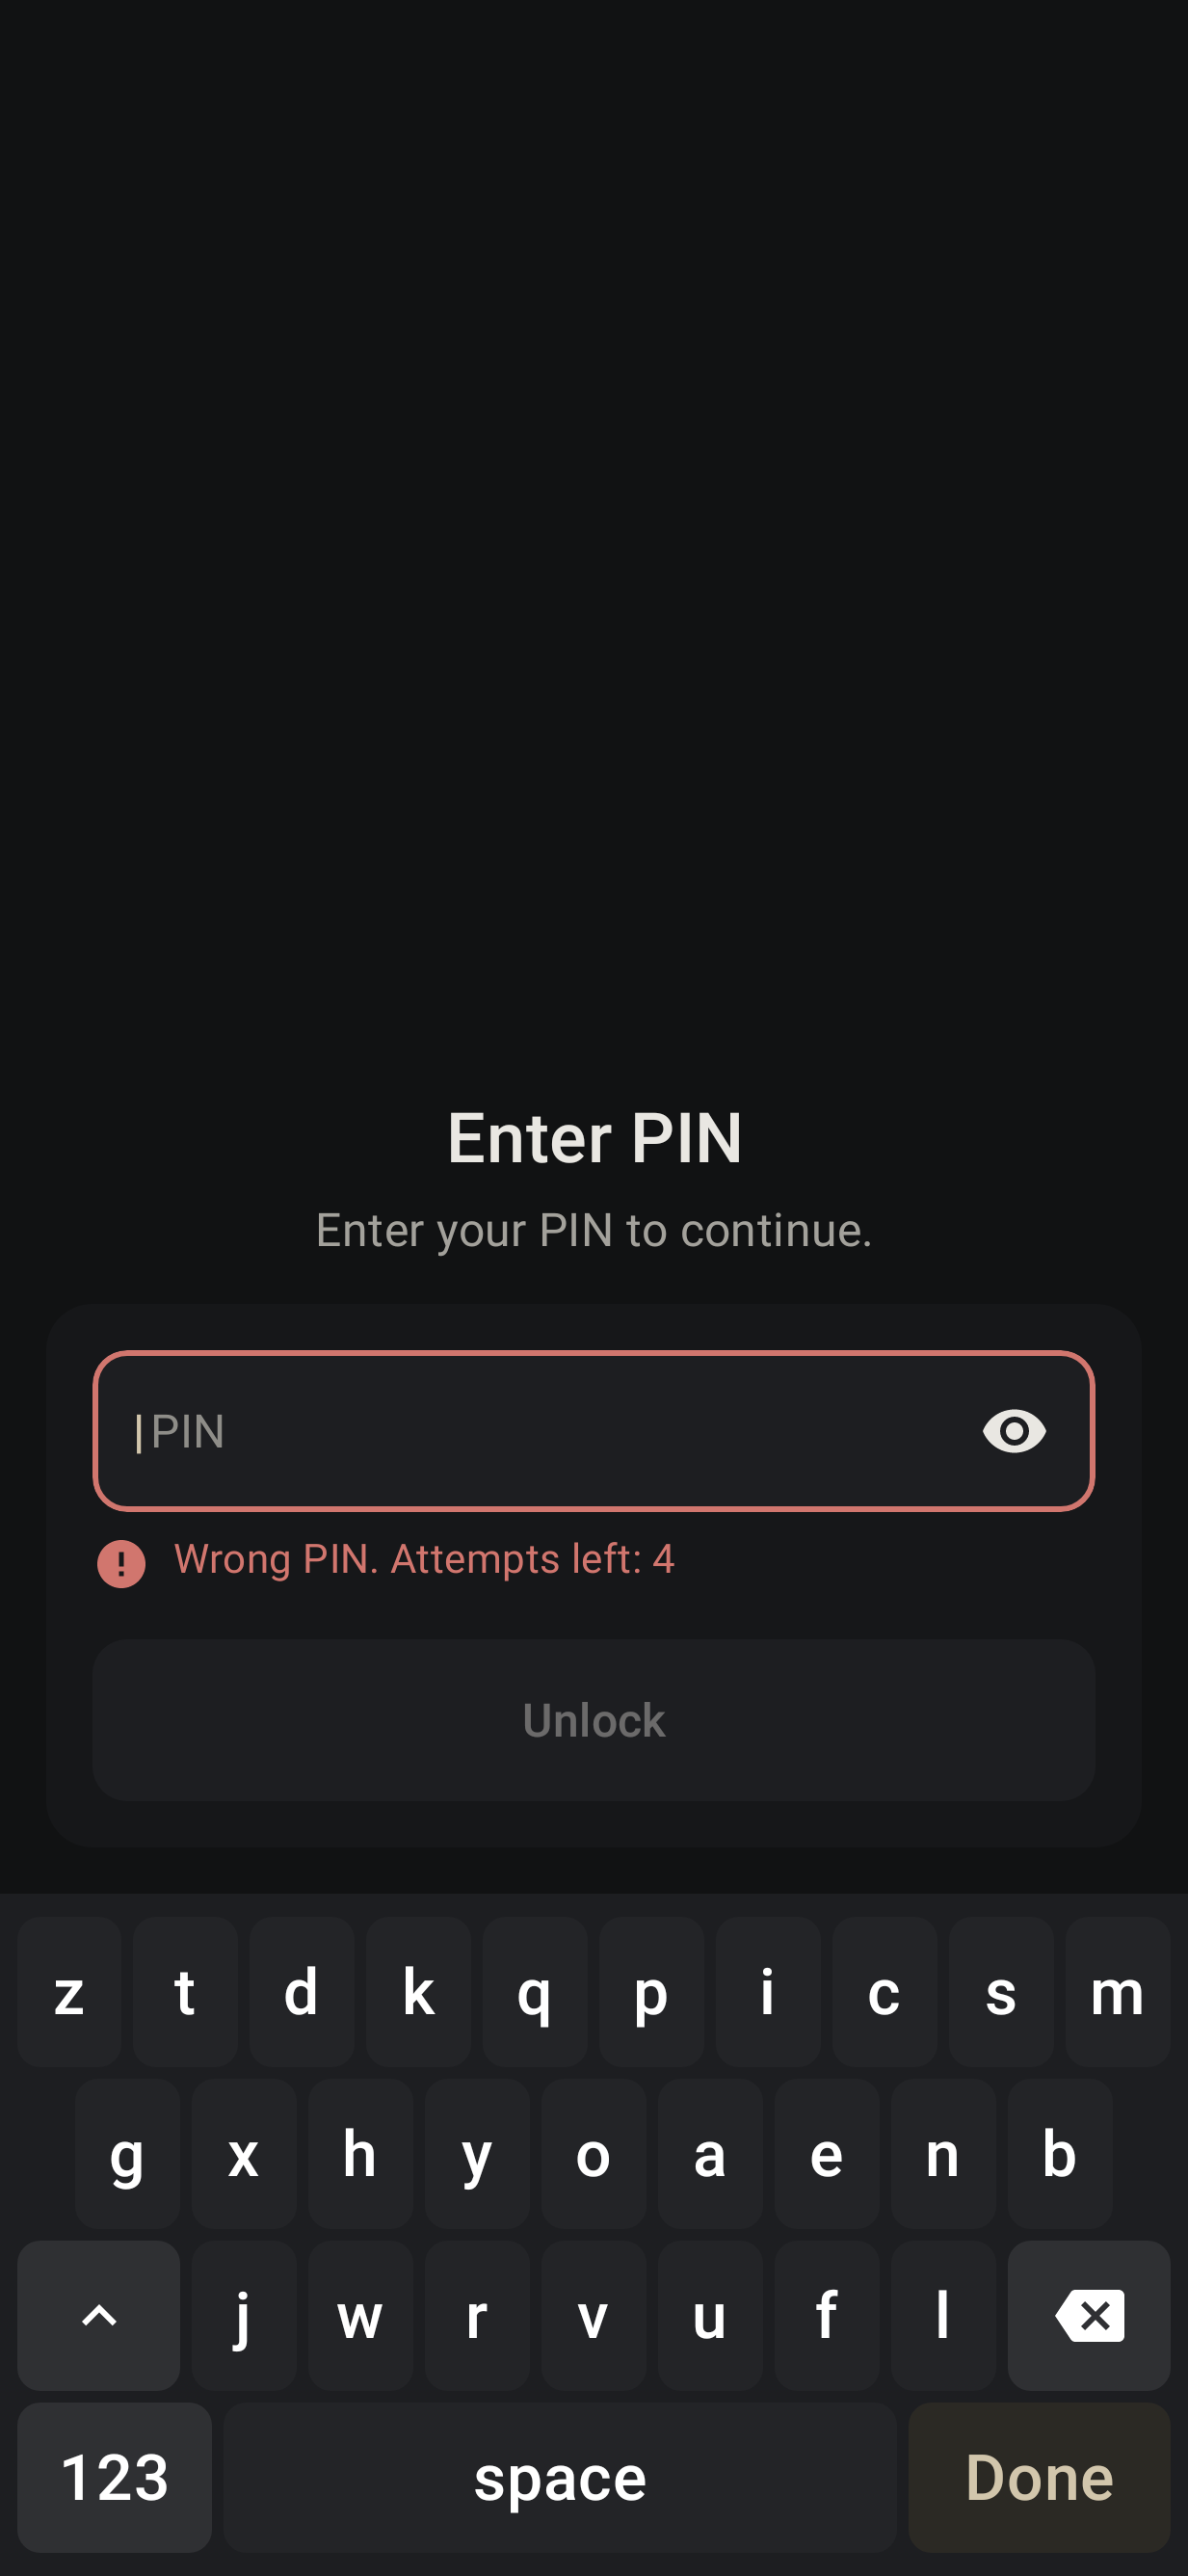 Enter PIN
Enter your PIN to continue.
PIN
Wrong PIN. Attempts left: 4
Unlock
z t d k q p i c s m
g x h y o a e n b
j w r v u f l
123 space Done